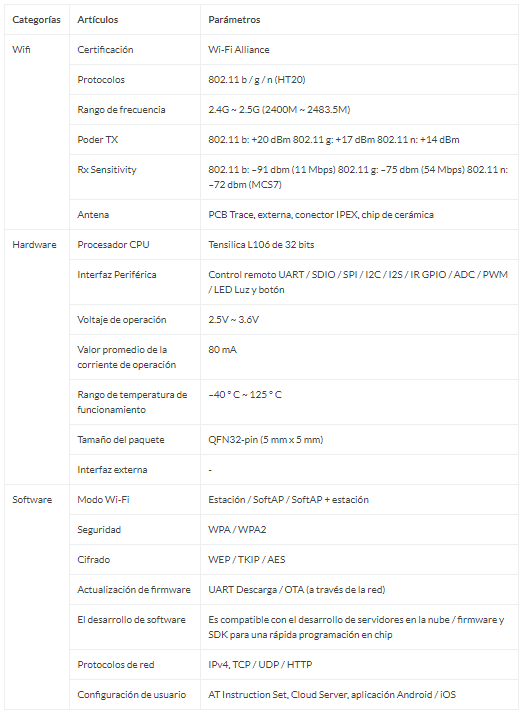 Categorías Artículos Parámetros
Wifi Certificación Wi-Fi Alliance
Protocolos 802.11 b / g / n (HT20)
Rango de frecuencia 2.4G ~ 2.5G (2400M ~ 2483.5M)
Poder TX 802.11 b: +20 dBm 802.11 g: +17 dBm 802.11 n: +14 dBm
Rx Sensitivity 802.11 b: –91 dbm (11 Mbps) 802.11 g: –75 dbm (54 Mbps) 802.11 n:
–72 dbm (MCS7)
Antena PCB Trace, externa, conector IPEX, chip de cerámica
Hardware Procesador CPU Tensilica L106 de 32 bits
Interfaz Periférica Control remoto UART / SDIO / SPI / I2C / I2S / IR GPIO / ADC / PWM
/ LED Luz y botón
Voltaje de operación 2.5V ~ 3.6V
Valor promedio de la 80 mA
corriente de operación
Rango de temperatura de –40 ° C ~ 125 ° C
funcionamiento
Tamaño del paquete QFN32-pin (5 mm x 5 mm)
Interfaz externa -
Software Modo Wi-Fi Estación / SoftAP / SoftAP + estación
Seguridad WPA / WPA2
Cifrado WEP / TKIP / AES
Actualización de firmware UART Descarga / OTA (a través de la red)
El desarrollo de software Es compatible con el desarrollo de servidores en la nube / firmware y
SDK para una rápida programación en chip
Protocolos de red IPv4, TCP / UDP / HTTP
Configuración de usuario AT Instruction Set, Cloud Server, aplicación Android / iOS